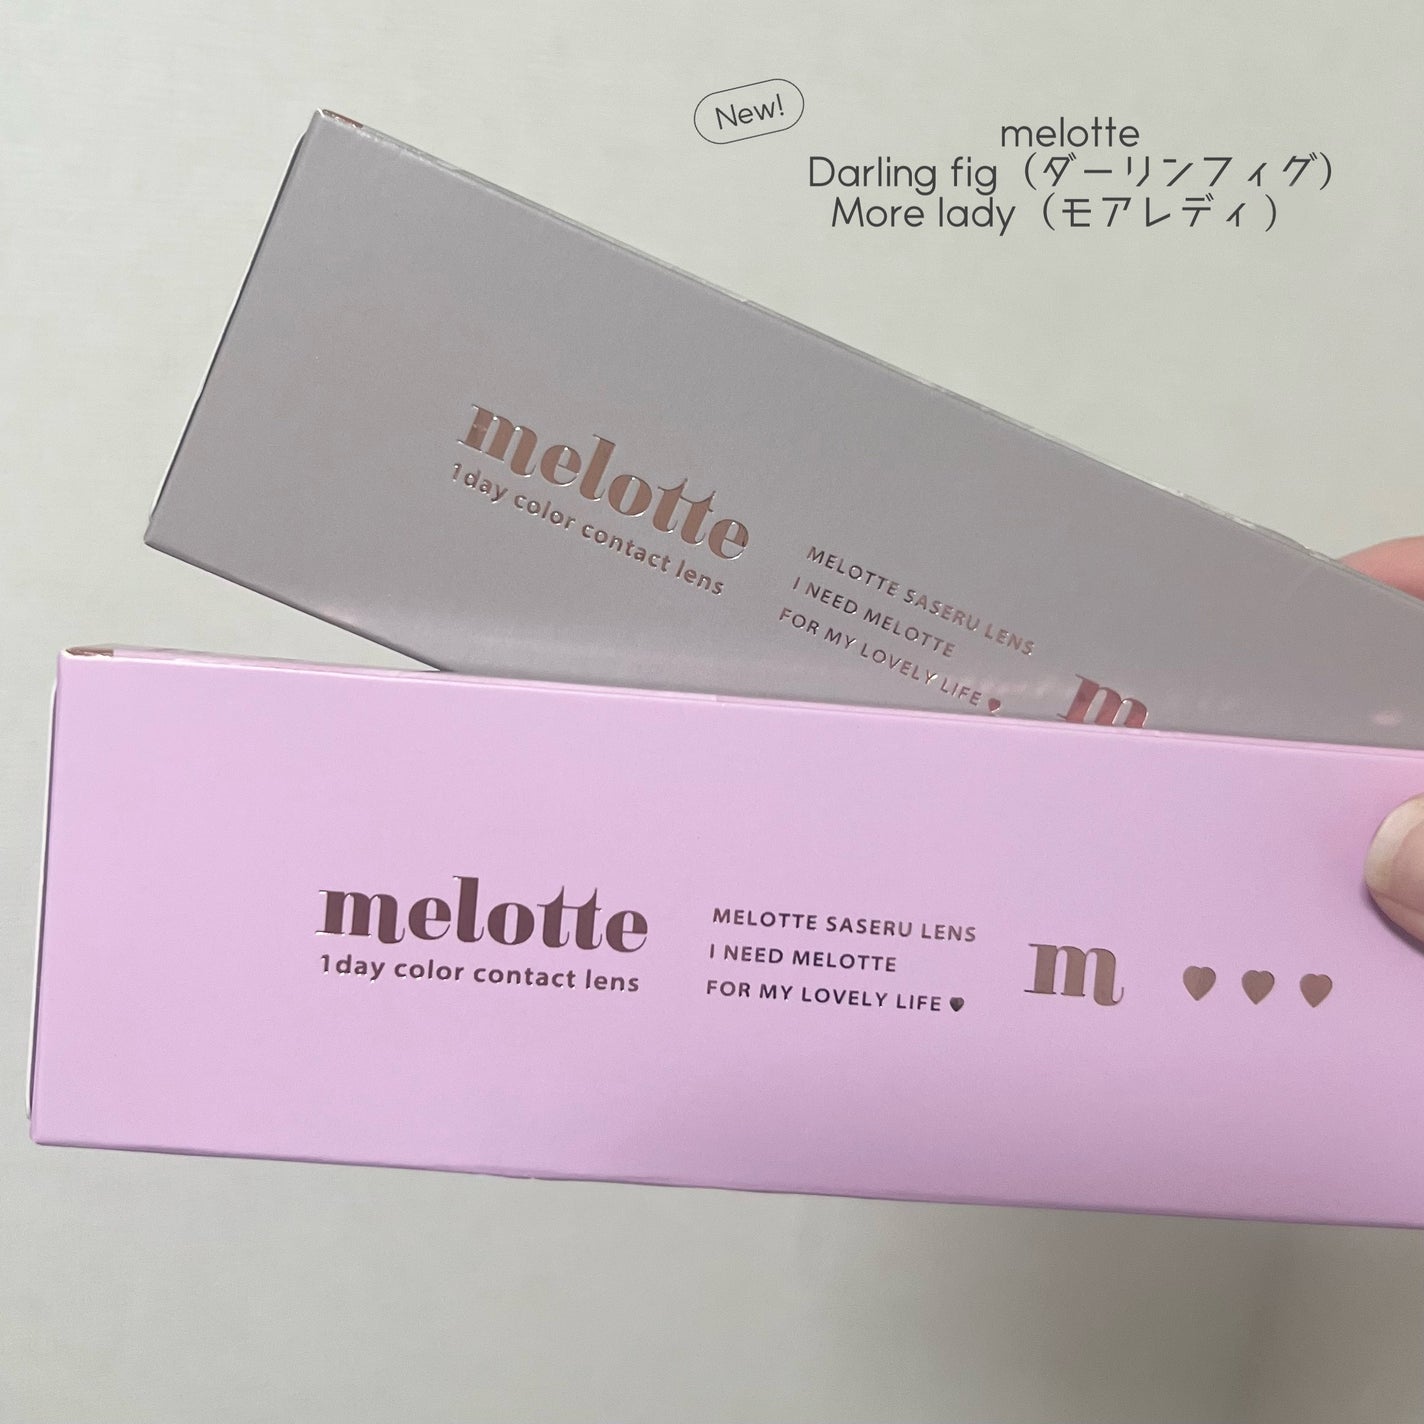 New!
melotte
Darling fig（ダーリンフィグ）
More lady（モアレディ）
melotte
1day color contact lens
MELOTTE SASERU LENS
I NEED MELOTTE
FOR MY LOVELY LIFE ♥
m
melotte
1day color contact lens
MELOTTE SASERU LENS
I NEED MELOTTE
FOR MY LOVELY LIFE ♥
m ♥ ♥ ♥